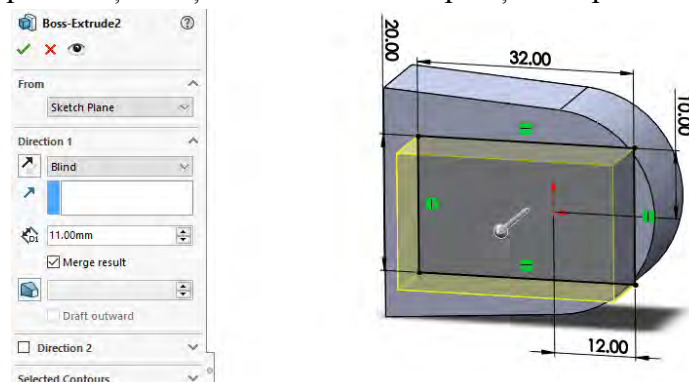 Boss-Extrude2
From
Sketch Plane
Direction 1
Blind
D1
11.00mm
Merge result
Draft outward
Direction 2
Selected Contours
20.00
32.00
10.00
12.00